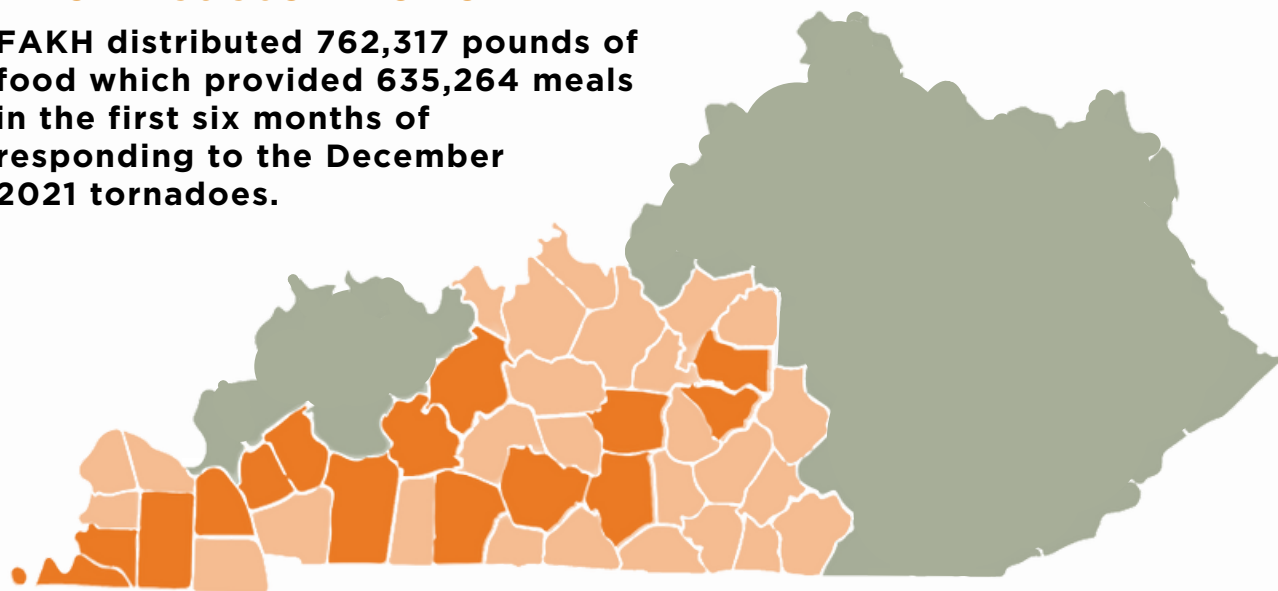 FAKH distributed 762,317 pounds of
food which provided 635,264 meals
in the first six months of
responding to the December
2021 tornadoes.